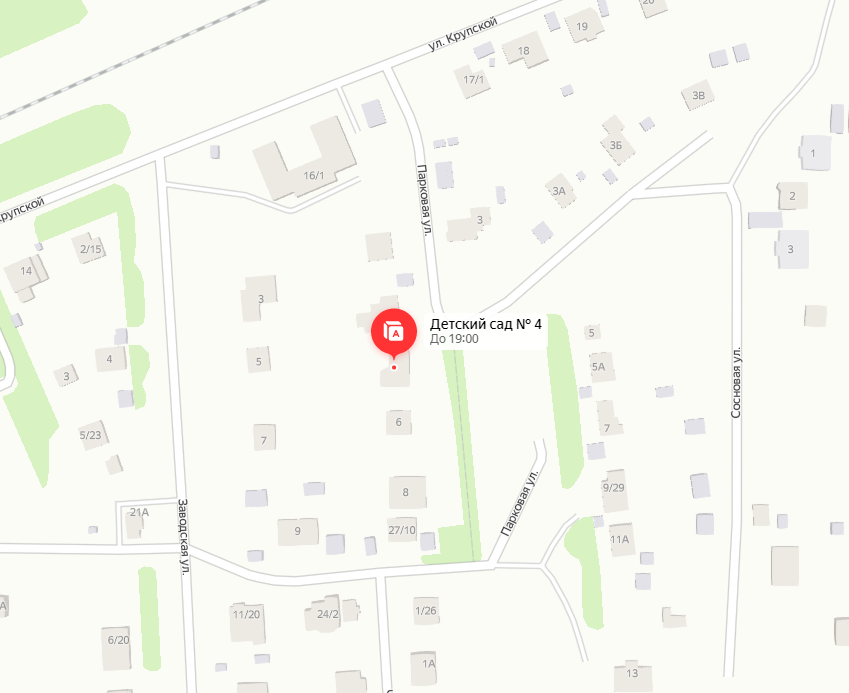 20
19
ул. Крупской
18
17/1
3В
1
3Б
16/1
3А
2
Крупской
Парковая ул.
3
2/15
3
14
3
Детский сад № 4
До 19:00
5
4
5
5А
3
Сосновая ул.
6
7
5/23
7
8
9/29
Парковая ул.
21А
Заводская ул.
9
27/10
11А
А
11/20
24/2
1/26
6/20
1А
13